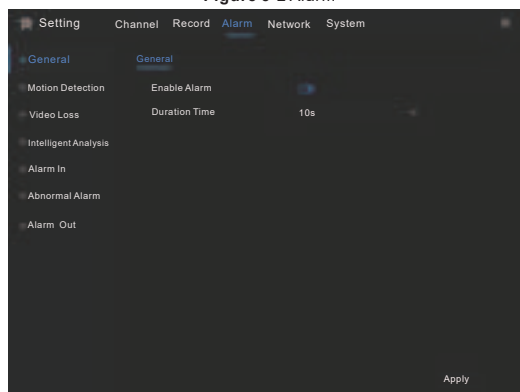 Setting Channel Record Alarm Network System
General General
Motion Detection Enable Alarm
Video Loss Duration Time 10s
Intelligent Analysis
Alarm In
Abnormal Alarm
Alarm Out
Apply